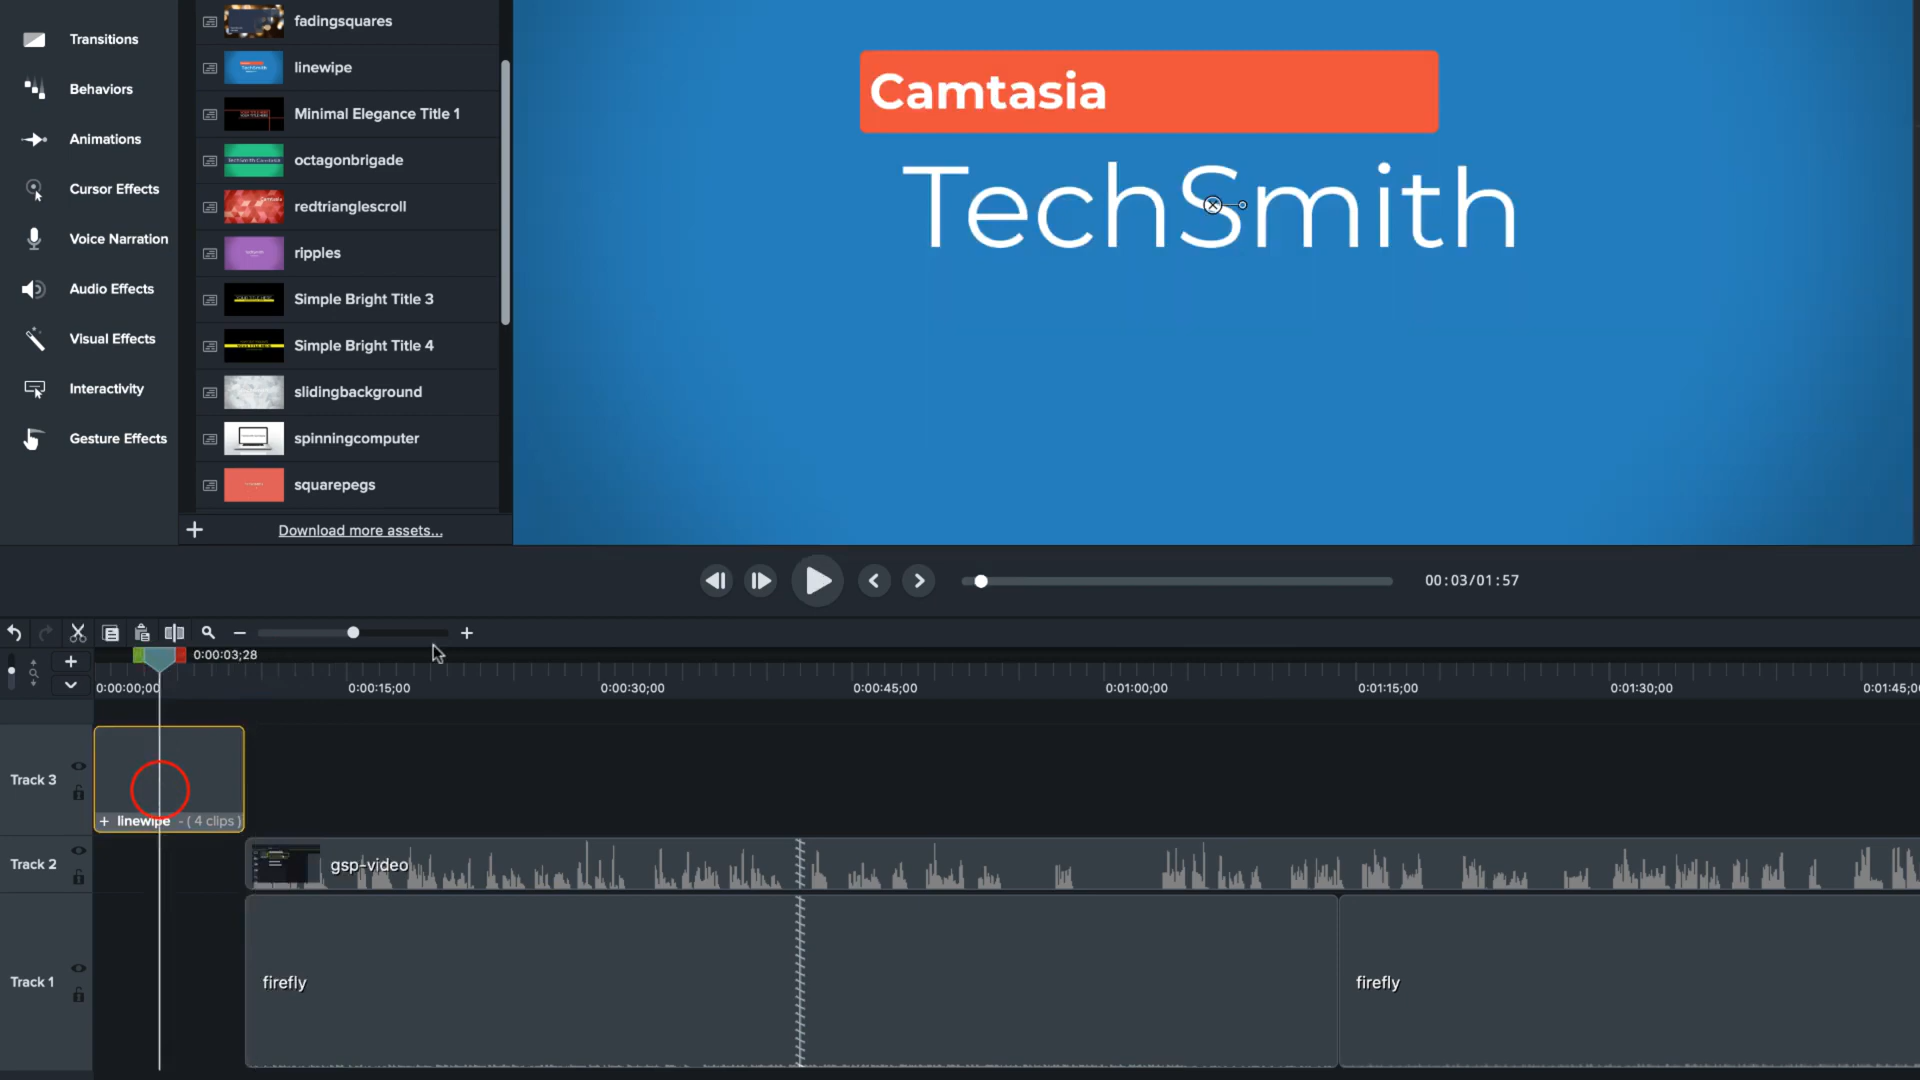 Transitions
Behaviors
Animations
Cursor Effects
Voice Narration
Audio Effects
Visual Effects
Interactivity
Gesture Effects
fadingsquares
linewipe
Minimal Elegance Title 1
octagonbrigade
redtrianglescroll
ripples
Simple Bright Title 3
Simple Bright Title 4
slidingbackground
spinningcomputer
squarepegs
Download more assets...
Camtasia
TechSmith
00:03/01:57
0:00:03;28
0:00:00;00 0:00:15;00 0:00:30;00 0:00:45;00 0:01:00;00 0:01:15;00 0:01:30;00 0:01:45;0
Track 3
+ linewipe - ( 4 clips )
Track 2
gsp-video
Track 1
firefly firefly